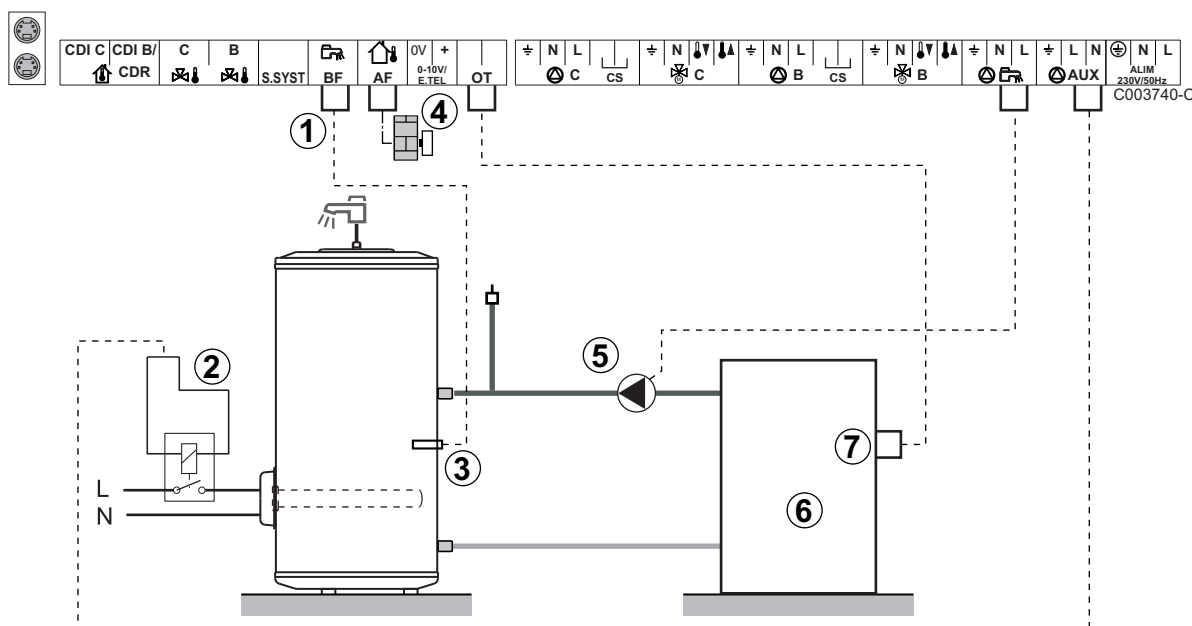 CDI C CDI B/ C B 0V + N L N N L N N L L N N L
CDR 0-10V/ ALIM
S.SYST BF AF E.TEL OT C CS C B CS B AUX 230V/50Hz
C003740-C
1
4
2
5
3
7
6
L
N